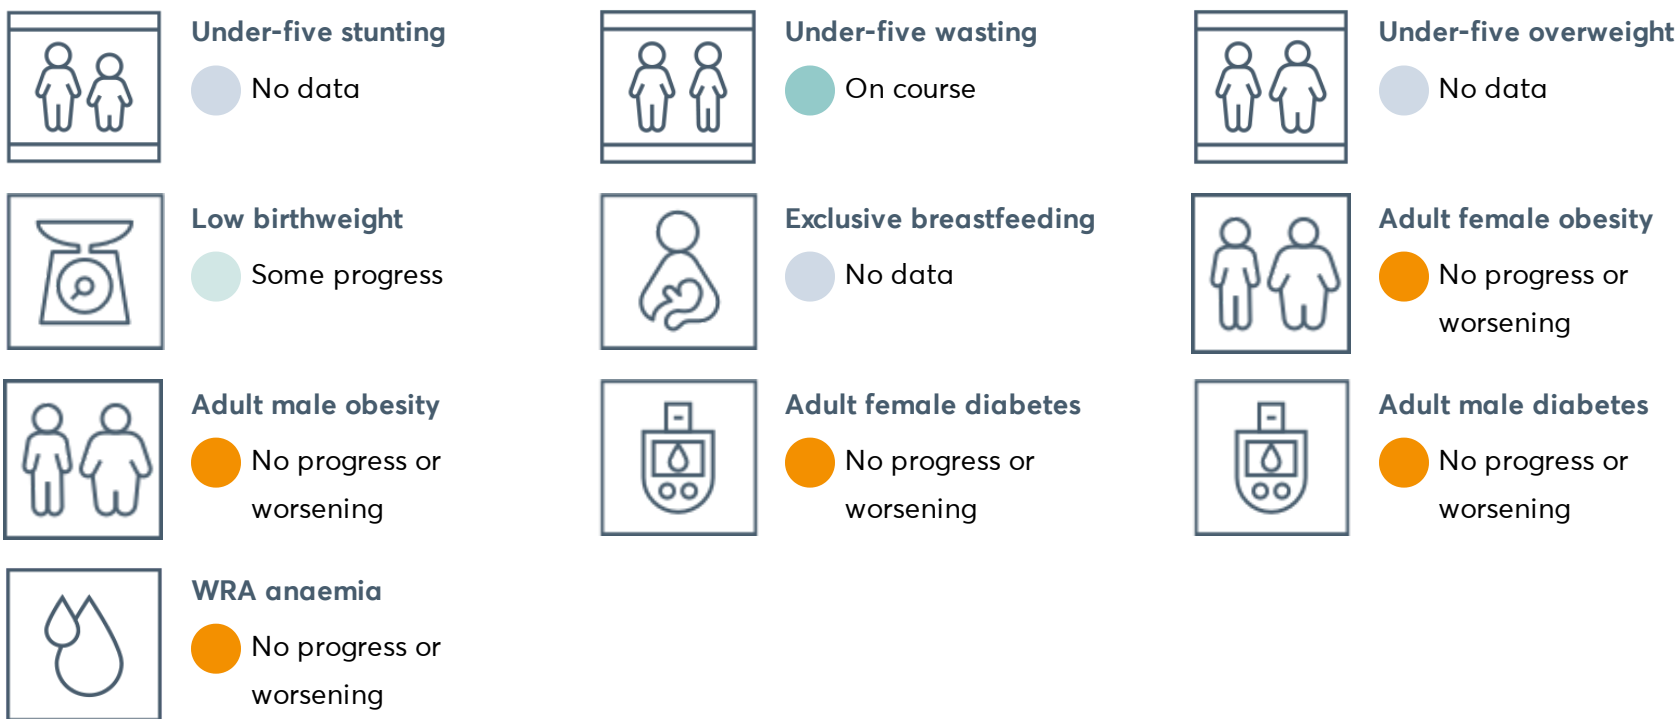 Under-five stunting
No data
Under-five wasting
On course
Under-five overweight
No data
Low birthweight
Some progress
Exclusive breastfeeding
No data
Adult female obesity
No progress or
worsening
Adult male obesity
No progress or
worsening
Adult female diabetes
No progress or
worsening
Adult male diabetes
No progress or
worsening
WRA anaemia
No progress or
worsening